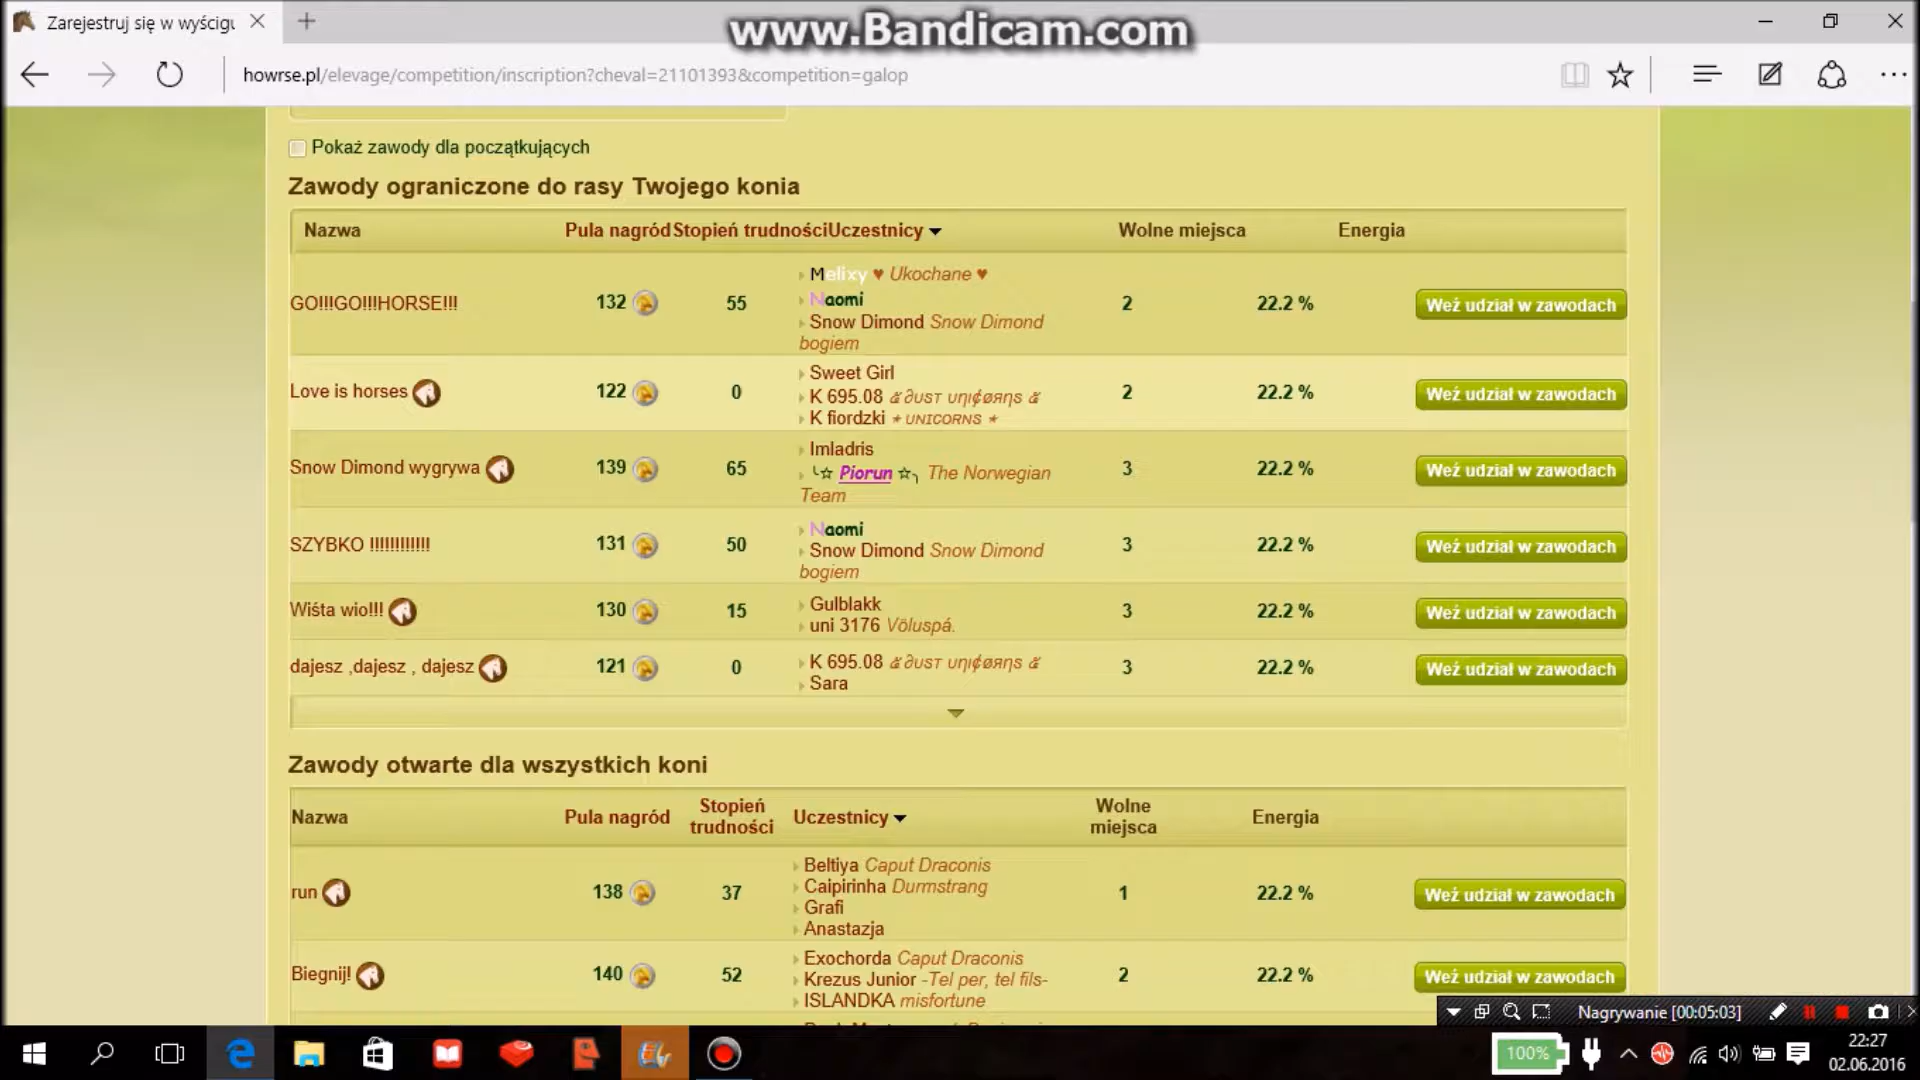 www.Bandicam.com
Zarejestruj się w wyścigu
howrse.pl/elevage/competition/inscription?cheval=21101393&competition=galop
Pokaż zawody dla początkujących
Zawody ograniczone do rasy Twojego konia
Nazwa Pula nagród Stopień trudności Uczestnicy Wolne miejsca Energia
GO!!!GO!!!HORSE!!! 132 55 Melixy ♥ Ukochane ♥ 2 22.2 % Weź udział w zawodach
Naomi
Snow Dimond Snow Dimond
bogiem
Love is horses 122 0 Sweet Girl 2 22.2 % Weź udział w zawodach
K 695.08 ∂υsт υηι¢øяηs
K fiordzki * UNICORNS *
Snow Dimond wygrywa 139 65 Imladris 3 22.2 % Weź udział w zawodach
╰☆ Piorun ☆╮ The Norwegian
Team
SZYBKO !!!!!!!!!!!! 131 50 Naomi 3 22.2 % Weź udział w zawodach
Snow Dimond Snow Dimond
bogiem
Wiśta wio!!! 130 15 Gulblakk 3 22.2 % Weź udział w zawodach
uni 3176 Völuspá.
dajesz ,dajesz , dajesz 121 0 K 695.08 ∂υsт υηι¢øяηs 3 22.2 % Weź udział w zawodach
Sara
Zawody otwarte dla wszystkich koni
Nazwa Pula nagród Stopień trudności Uczestnicy Wolne miejsca Energia
run 138 37 Beltiya Caput Draconis 1 22.2 % Weź udział w zawodach
Caipirinha Durmstrang
Grafi
Anastazja
Biegnij! 140 52 Exochorda Caput Draconis 2 22.2 % Weź udział w zawodach
Krezus Junior -Tel per, tel fils-
ISLANDKA misfortune
Nagrywanie [00:05:03]
100%
22:27
02.06.2016